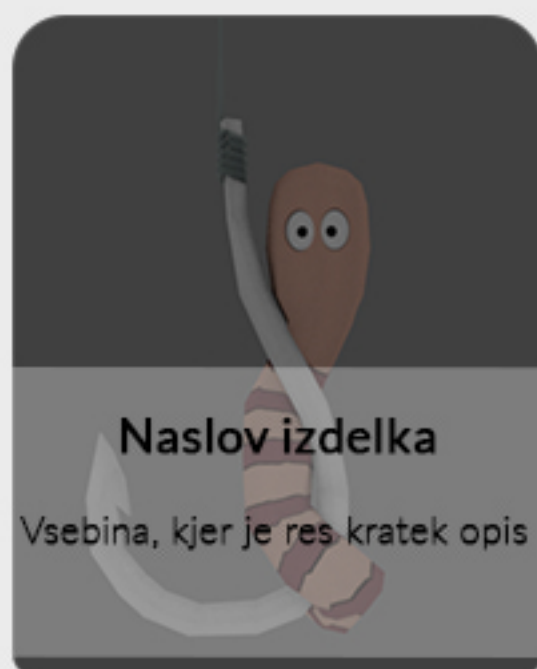 Naslov izdelka
Vsebina, kjer je res kratek opis